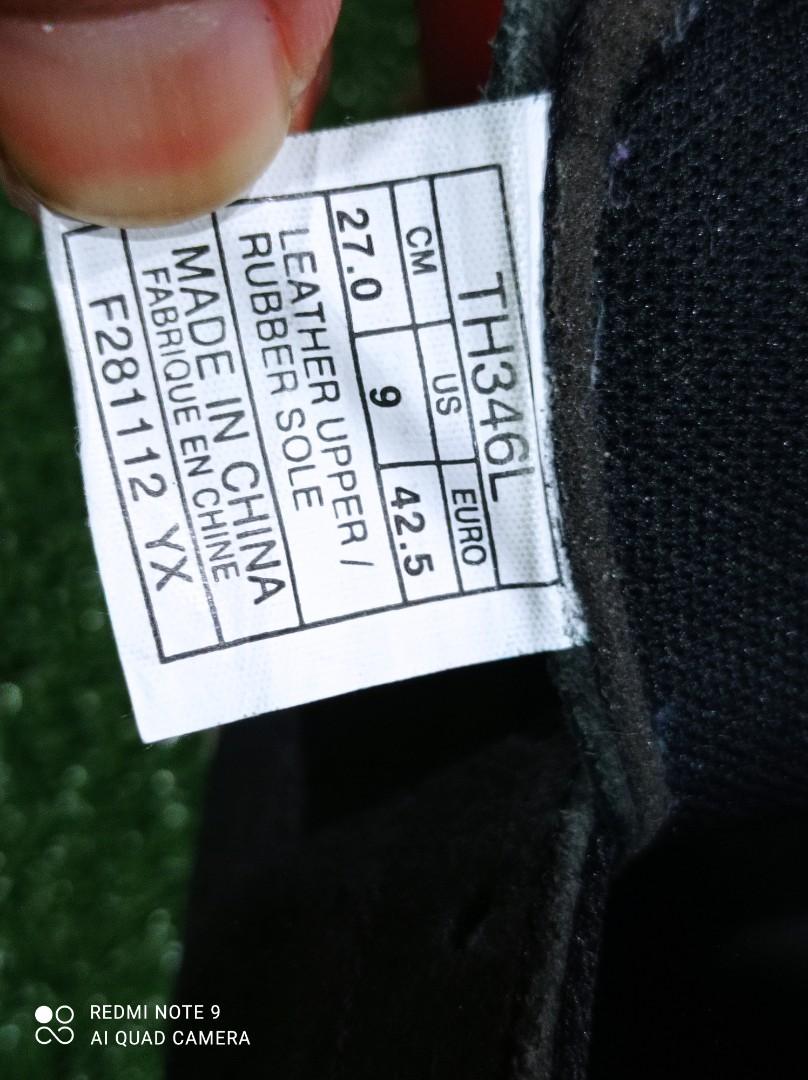 TH346L
CM US EURO
27.0 9 42.5
LEATHER UPPER /
RUBBER SOLE
MADE IN CHINA
FABRIQUE EN CHINE
F281112 YX
REDMI NOTE 9
AI QUAD CAMERA